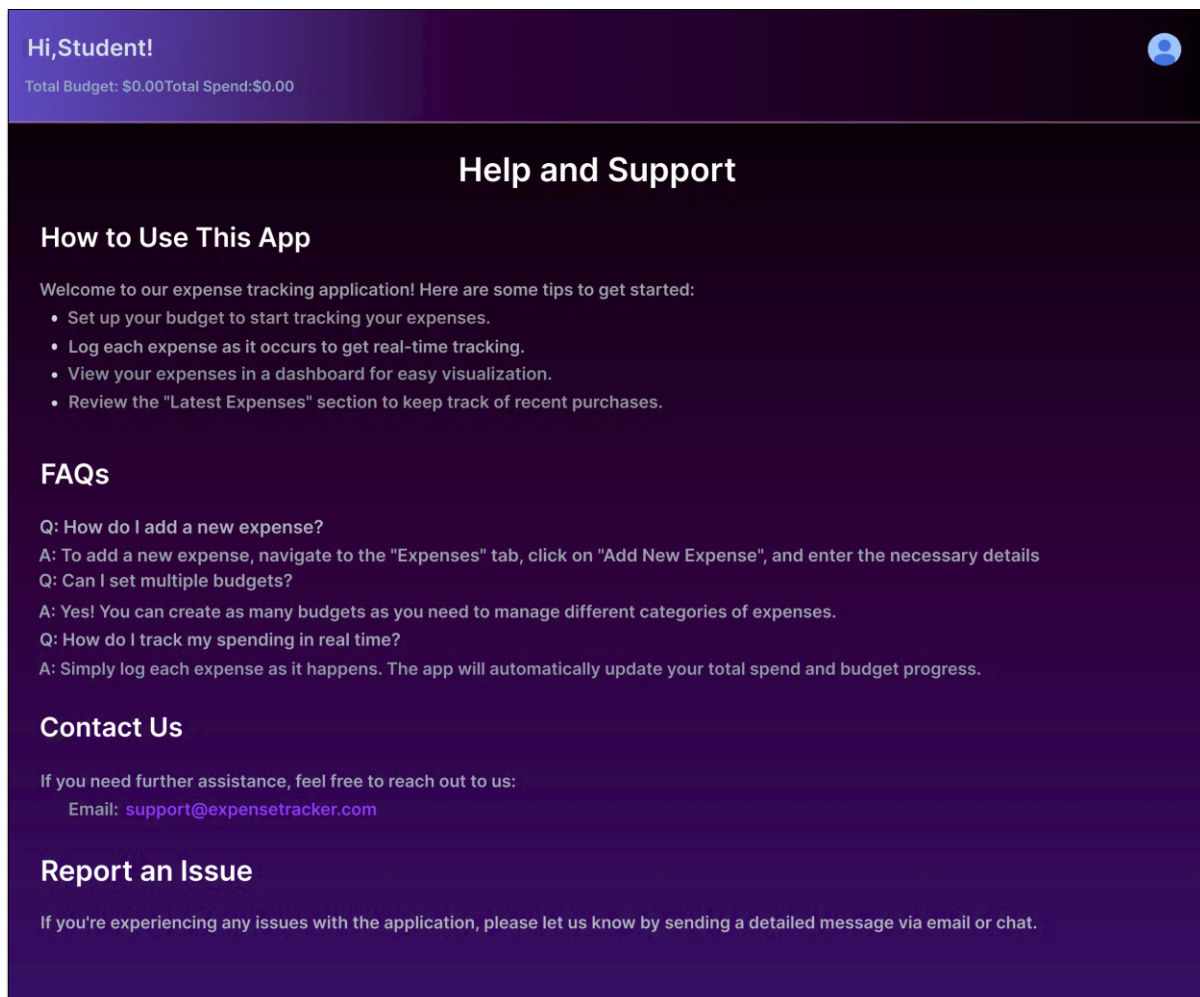 Hi,Student!
Total Budget: $0.00Total Spend:$0.00
Help and Support
How to Use This App
Welcome to our expense tracking application! Here are some tips to get started:
• Set up your budget to start tracking your expenses.
• Log each expense as it occurs to get real-time tracking.
• View your expenses in a dashboard for easy visualization.
• Review the "Latest Expenses" section to keep track of recent purchases.
FAQs
Q: How do I add a new expense?
A: To add a new expense, navigate to the "Expenses" tab, click on "Add New Expense", and enter the necessary details
Q: Can I set multiple budgets?
A: Yes! You can create as many budgets as you need to manage different categories of expenses.
Q: How do I track my spending in real time?
A: Simply log each expense as it happens. The app will automatically update your total spend and budget progress.
Contact Us
If you need further assistance, feel free to reach out to us:
Email: support@expensetracker.com
Report an Issue
If you're experiencing any issues with the application, please let us know by sending a detailed message via email or chat.